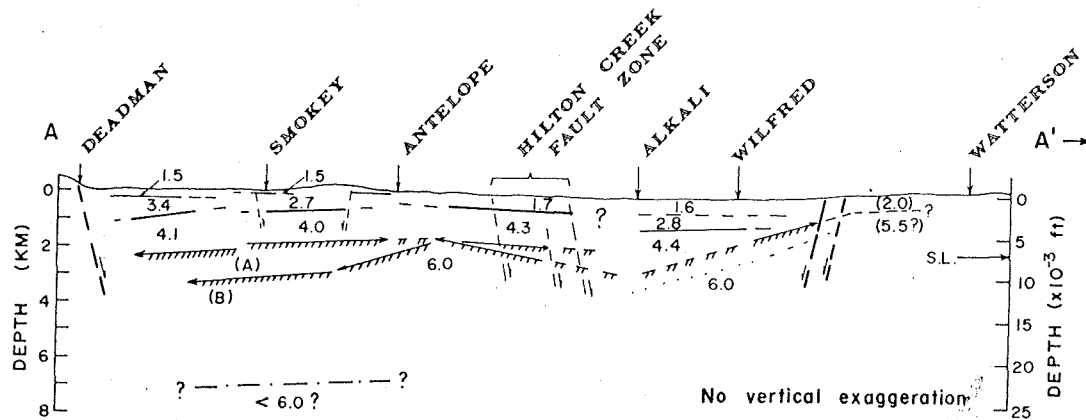 A
DEADMAN
SMOKEY
ANTELOPE
HILTON CREEK
FAULT ZONE
ALKALI
WILFRED
WATTERSON
A'
0
2
4
6
8
DEPTH (KM)
1.5
1.5
3.4
2.7
1.7
?
1.6
(2.0)
?
4.1
4.0
4.3
2.8
(5.5?)
4.4
(A)
6.0
6.0
S.L.
(B)
?
?
< 6.0 ?
No vertical exaggeration
0
5
10
15
20
25
DEPTH (x10⁻³ ft)